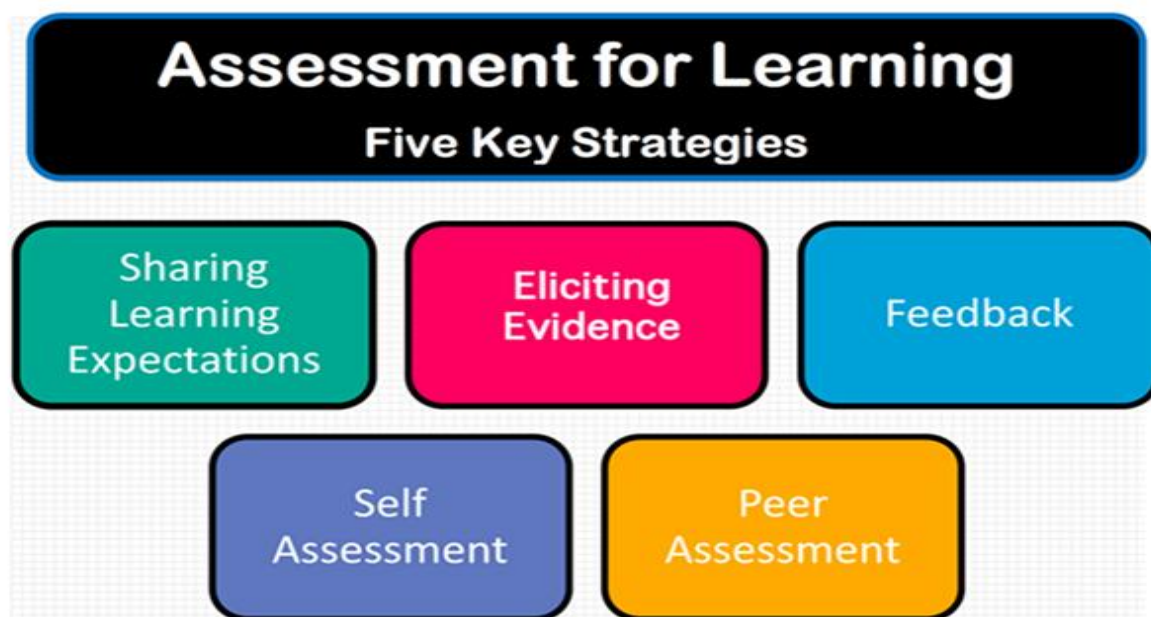 Assessment for Learning
Five Key Strategies
Sharing
Learning
Expectations
Eliciting
Evidence
Feedback
Self
Assessment
Peer
Assessment